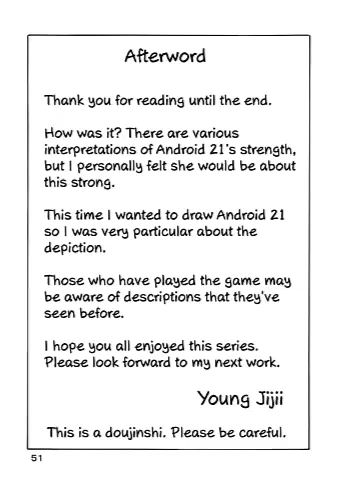 Afterword
Thank you for reading until the end.
How was it? There are various
interpretations of Android 21's strength,
but I personally felt she would be about
this strong.
This time I wanted to draw Android 21
so I was very particular about the
depiction.
Those who have played the game may
be aware of descriptions that they've
seen before.
I hope you all enjoyed this series.
Please look forward to my next work.
Young Jijii
This is a doujinshi. Please be careful.
51